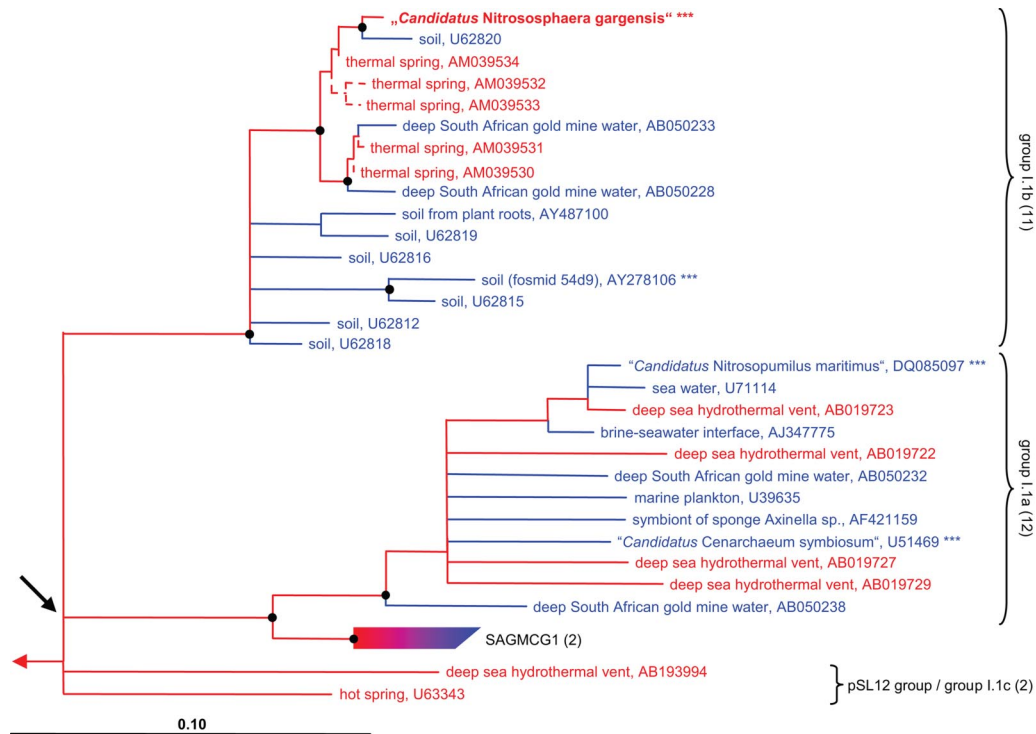 „Candidatus Nitrososphaera gargensis“ ***
soil, U62820
thermal spring, AM039534
thermal spring, AM039532
thermal spring, AM039533
deep South African gold mine water, AB050233
thermal spring, AM039531
thermal spring, AM039530
deep South African gold mine water, AB050228
soil from plant roots, AY487100
soil, U62819
soil, U62816
soil (fosmid 54d9), AY278106 ***
soil, U62815
soil, U62812
soil, U62818
group I.1b (11)
“Candidatus Nitrosopumilus maritimus“, DQ085097 ***
sea water, U71114
deep sea hydrothermal vent, AB019723
brine-seawater interface, AJ347775
deep sea hydrothermal vent, AB019722
deep South African gold mine water, AB050232
marine plankton, U39635
symbiont of sponge Axinella sp., AF421159
“Candidatus Cenarchaeum symbiosum“, U51469 ***
deep sea hydrothermal vent, AB019727
deep sea hydrothermal vent, AB019729
deep South African gold mine water, AB050238
group I.1a (12)
SAGMCG1 (2)
deep sea hydrothermal vent, AB193994
hot spring, U63343
pSL12 group / group I.1c (2)
0.10